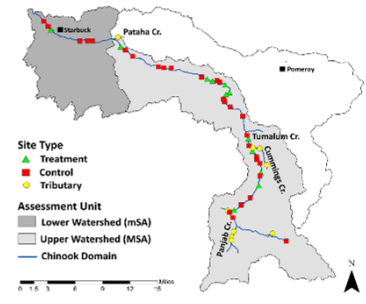 Starbuck
Pataha Cr.
Pomeroy
Tumalum Cr.
Cummings Cr.
Panjab Cr.
Site Type
Treatment
Control
Tributary
Assessment Unit
Lower Watershed (mSA)
Upper Watershed (MSA)
Chinook Domain
0 1.5 3 6 9 12 15
Miles
N